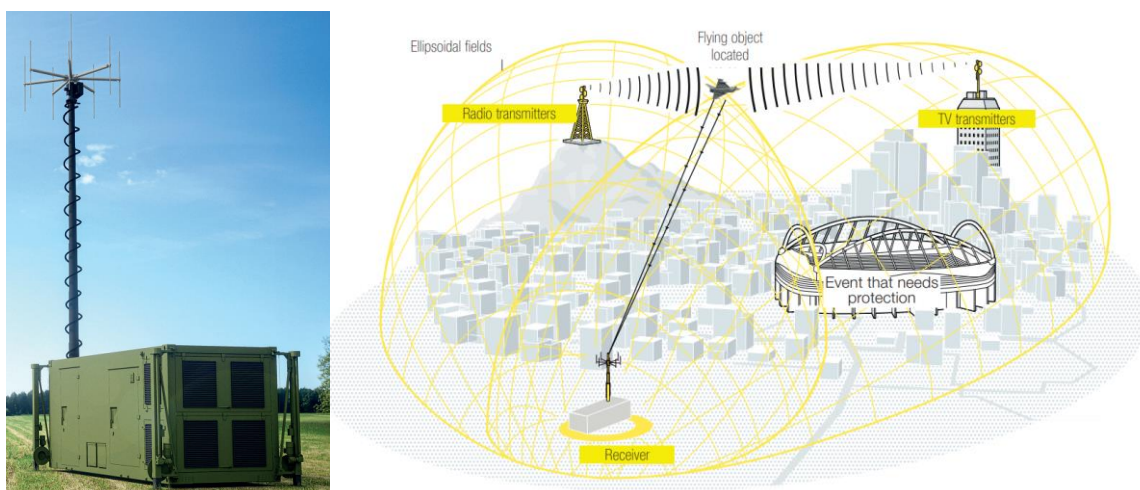 Ellipsoidal fields
Flying object
located
Radio transmitters
TV transmitters
Event that needs
protection
Receiver